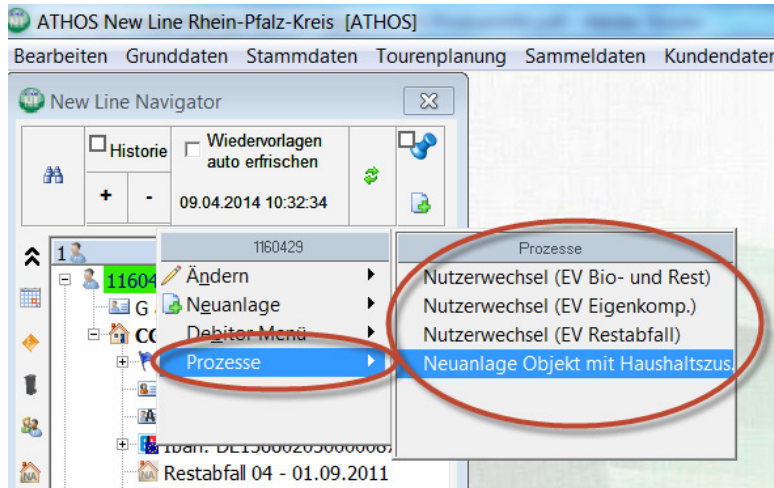 ATHOS New Line Rhein-Pfalz-Kreis [ATHOS]
Bearbeiten Grunddaten Stammdaten Tourenplanung Sammeldaten Kundendaten
New Line Navigator
Historie
Wiedervorlagen
auto erfrischen
+ -
09.04.2014 10:32:34
1
1160429
Prozesse
11604
Ändern
Nutzerwechsel (EV Bio- und Rest)
G
Neuanlage
Nutzerwechsel (EV Eigenkomp.)
Debitor Menü
Nutzerwechsel (EV Restabfall)
Prozesse
Neuanlage Objekt mit Haushaltszus.
Restabfall 04 - 01.09.2011